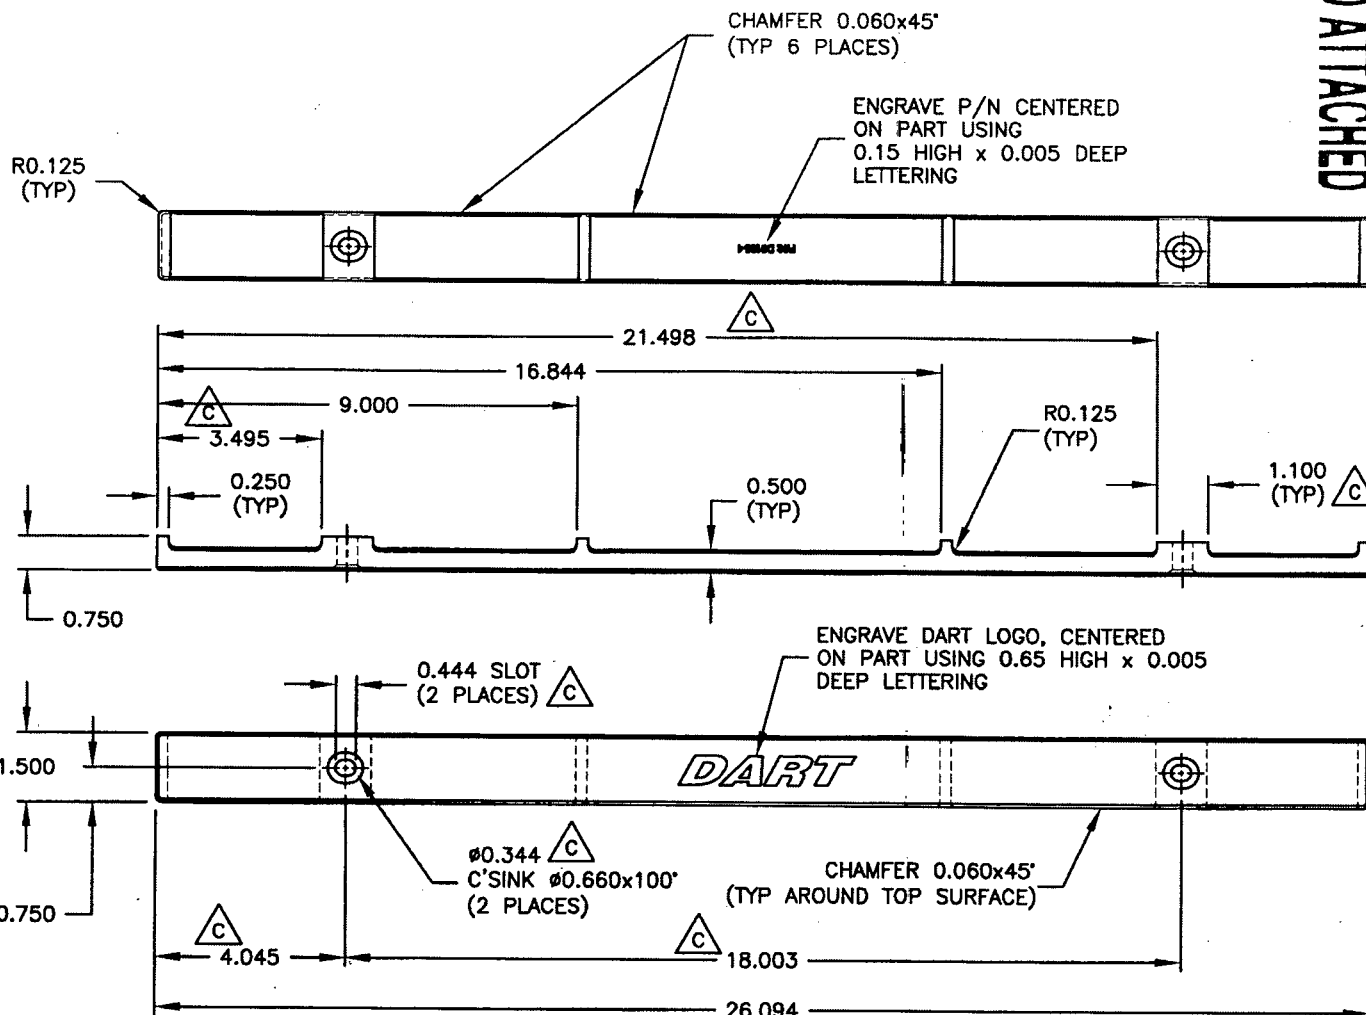 CHAMFER 0.060x45°
(TYP 6 PLACES)
ENGRAVE P/N CENTERED
ON PART USING
0.15 HIGH x 0.005 DEEP
LETTERING
ATTACHED
R0.125
(TYP)
C
21.498
16.844
9.000
C
3.495
0.250
(TYP)
R0.125
(TYP)
0.500
(TYP)
1.100
(TYP)
C
0.750
ENGRAVE DART LOGO, CENTERED
ON PART USING 0.65 HIGH x 0.005
DEEP LETTERING
0.444 SLOT
(2 PLACES)
C
1.500
DART
ø0.344
C
C'SINK ø0.660x100°
(2 PLACES)
CHAMFER 0.060x45°
(TYP AROUND TOP SURFACE)
0.750
C
4.045
C
18.003
26.094